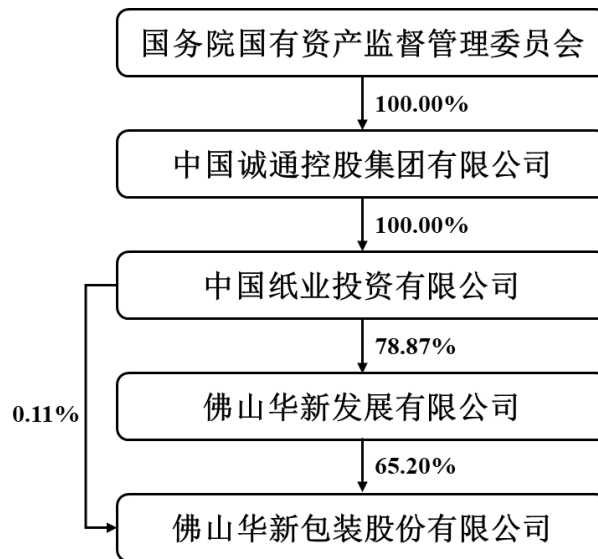 国务院国有资产监督管理委员会
100.00%
中国诚通控股集团有限公司
100.00%
中国纸业投资有限公司
78.87%
0.11%
佛山华新发展有限公司
65.20%
佛山华新包装股份有限公司